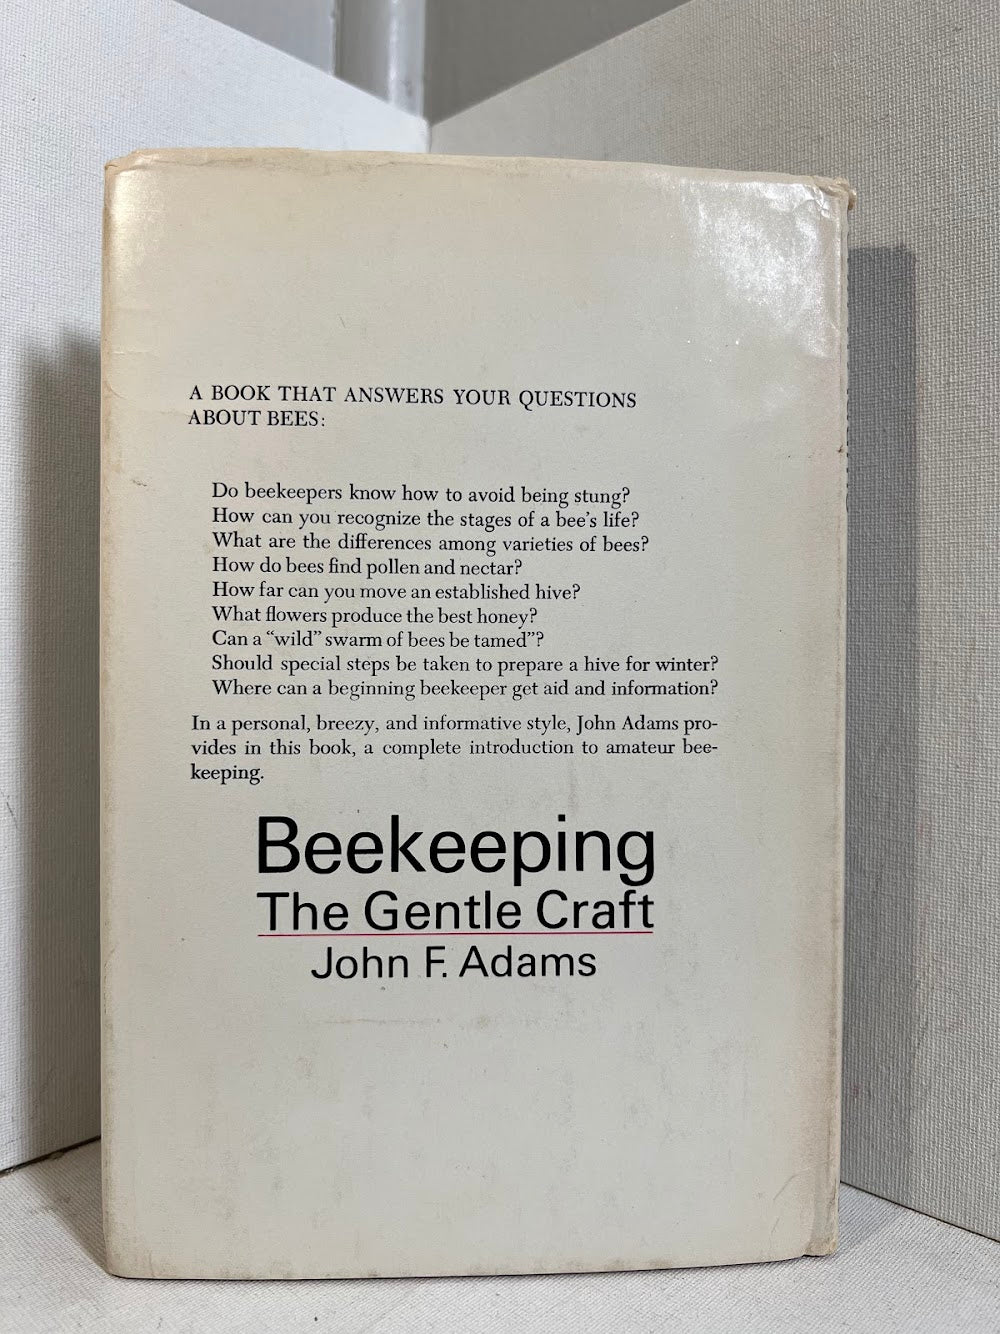 A BOOK THAT ANSWERS YOUR QUESTIONS
ABOUT BEES:
Do beekeepers know how to avoid being stung?
How can you recognize the stages of a bee's life?
What are the differences among varieties of bees?
How do bees find pollen and nectar?
How far can you move an established hive?
What flowers produce the best honey?
Can a “wild” swarm of bees be tamed”?
Should special steps be taken to prepare a hive for winter?
Where can a beginning beekeeper get aid and information?
In a personal, breezy, and informative style, John Adams pro-
vides in this book, a complete introduction to amateur bee-
keeping.
Beekeeping
The Gentle Craft
John F. Adams